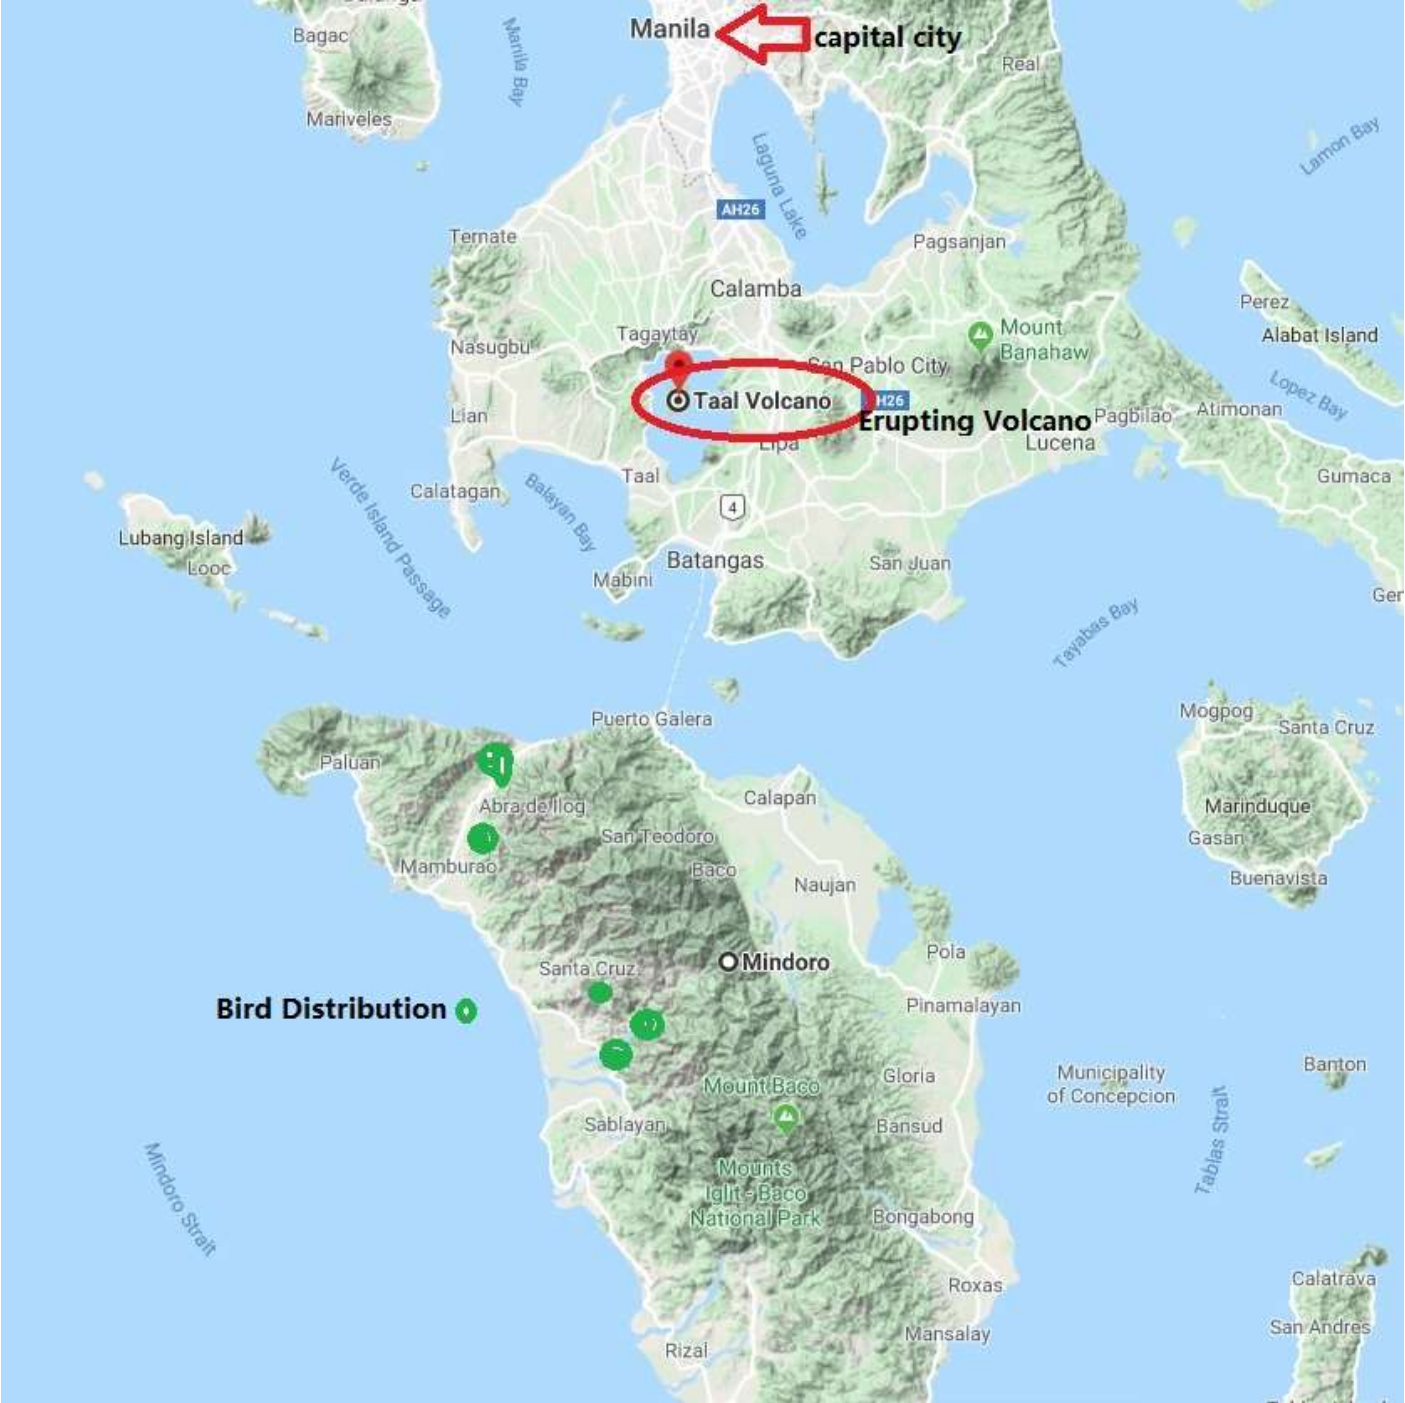 Manila
capital city
Bagac
Manila Bay
Real
Mariveles
Lamon Bay
Laguna Lake
AH26
Ternate
Pagsanjan
Calamba
Perez
Tagaytay
Mount
Banahaw
Alabat Island
Nasugbu
San Pablo City
Lopez Bay
Taal Volcano
H26
Erupting Volcano
Lian
Pagbilao
Atimonan
Lipa
Lucena
Taal
Gumaca
Calatagan
Balayan Bay
Verde Island Passage
4
Lubang Island
Looc
Batangas
San Juan
Mabini
Tayabas Bay
Puerto Galera
Mogpog
Santa Cruz
Paluan
Calapan
Abra de Ilog
Marinduque
San Teodoro
Gasan
Mamburao
Baco
Naujan
Buenavista
Pola
Mindoro
Santa Cruz
Bird Distribution
Pinamalayan
Banton
Municipality
of Concepcion
Gloria
Mount Baco
Sablayan
Bansud
Tablas Strait
Mindoro Strait
Mounts
Iglit - Baco
National Park
Bongabong
Roxas
Calatrava
San Andres
Mansalay
Rizal